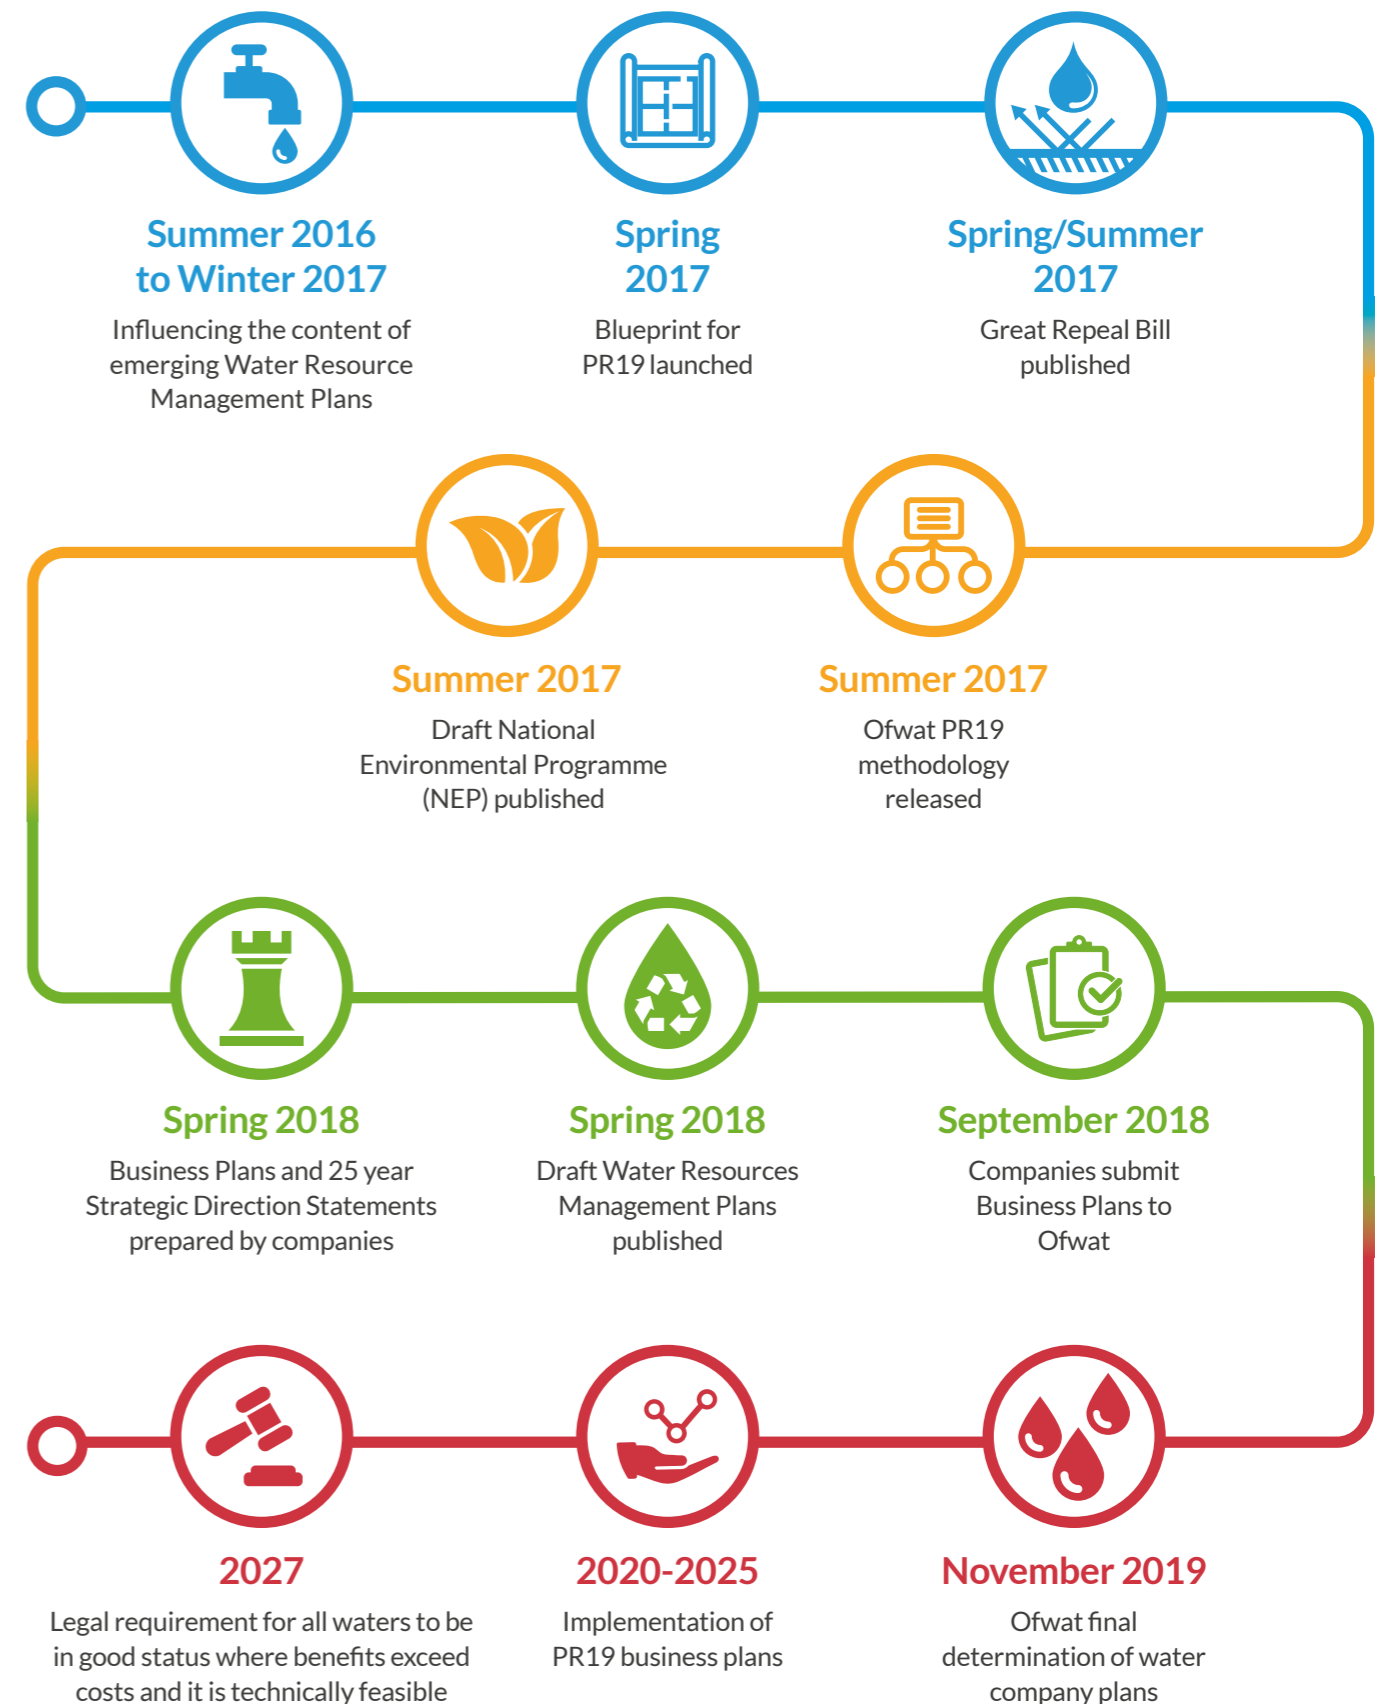 Summer 2016
to Winter 2017
Influencing the content of
emerging Water Resource
Management Plans
Spring
2017
Blueprint for
PR19 launched
Spring/Summer
2017
Great Repeal Bill
published
Summer 2017
Draft National
Environmental Programme
(NEP) published
Summer 2017
Ofwat PR19
methodology
released
Spring 2018
Business Plans and 25 year
Strategic Direction Statements
prepared by companies
Spring 2018
Draft Water Resources
Management Plans
published
September 2018
Companies submit
Business Plans to
Ofwat
2027
Legal requirement for all waters to be
in good status where benefits exceed
costs and it is technically feasible
2020-2025
Implementation of
PR19 business plans
November 2019
Ofwat final
determination of water
company plans